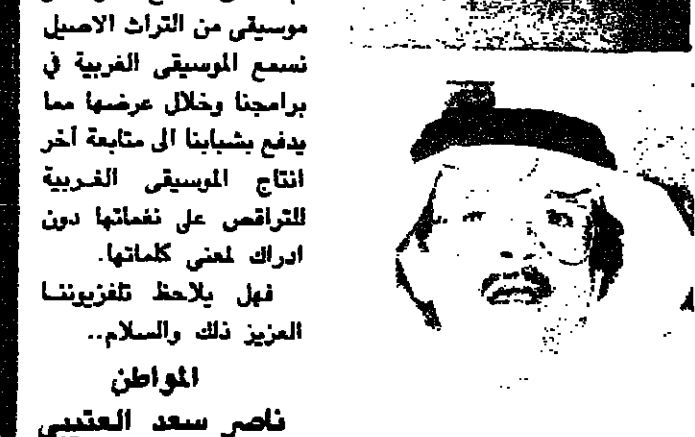 موسيقى من التراث الاصيل
نسمع الموسيقى الغربية في
برامجنا وخلال عرضها مما
يدفع بشبابنا الى متابعة أخر
انتاج الموسيقى الغربية
للتراقص على نغماتها دون
ادراك لمعنى كلماتها.
فهل يلاحظ تلفزيوننا
العزيز ذلك والسلام..
المواطن
ناصر سعد العتيبي